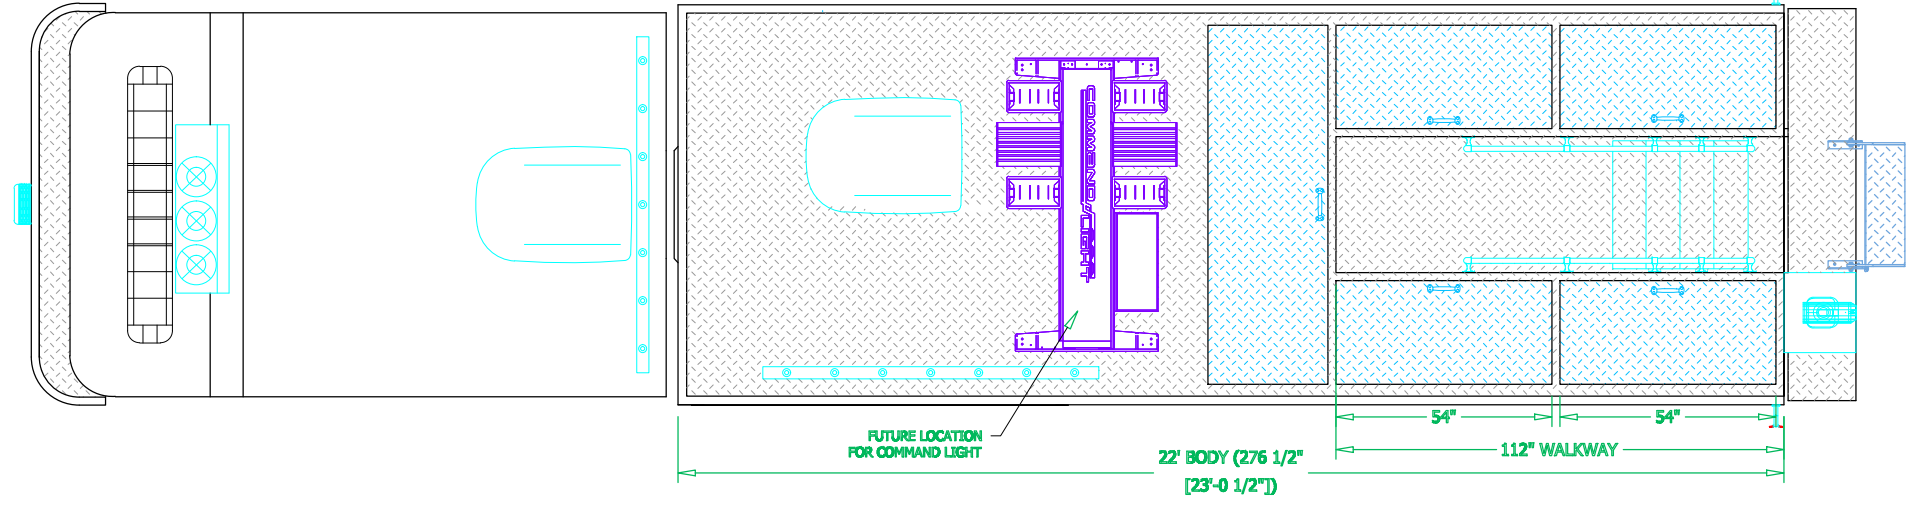 COMMAND//LIGHT
FUTURE LOCATION
FOR COMMAND LIGHT
54"
54"
112" WALKWAY
22' BODY (276 1/2"
[23'-0 1/2"])